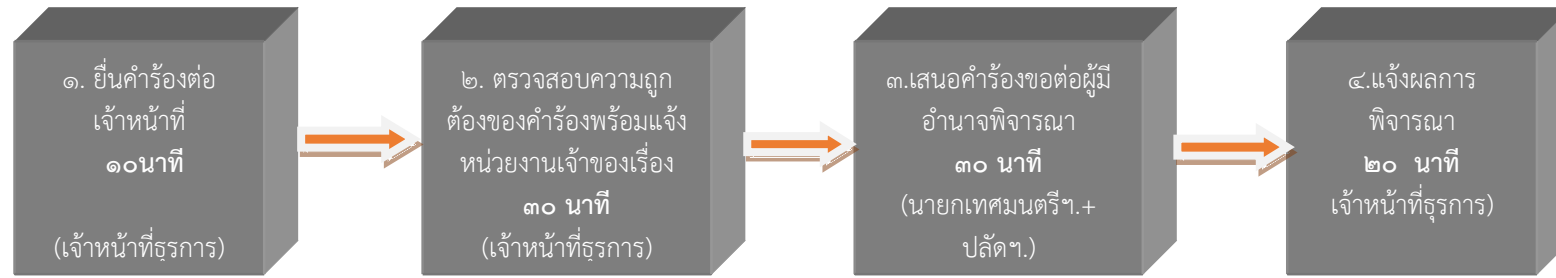 ๑. ยื่นคำร้องต่อ
เจ้าหน้าที่
๑๐นาที
(เจ้าหน้าที่ธุรการ)
๒. ตรวจสอบความถูก
ต้องของคำร้องพร้อมแจ้ง
หน่วยงานเจ้าของเรื่อง
๓๐ นาที
(เจ้าหน้าที่ธุรการ)
๓.เสนอคำร้องขอต่อผู้มี
อำนาจพิจารณา
๓๐ นาที
(นายกเทศมนตรีฯ.+
ปลัดฯ.)
๔.แจ้งผลการ
พิจารณา
๒๐ นาที
เจ้าหน้าที่ธุรการ)